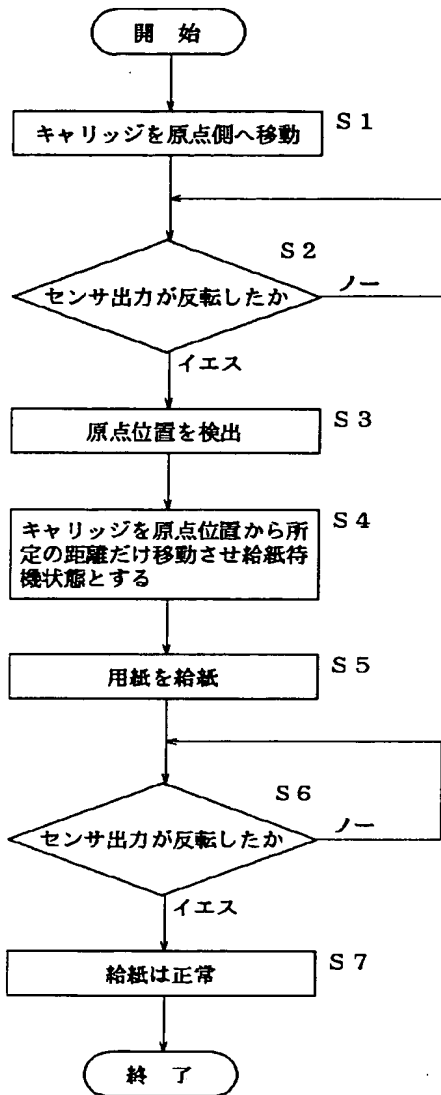 開 始
キャリッジを原点側へ移動
S1
S2
センサ出力が反転したか
ノー
イエス
原点位置を検出
S3
キャリッジを原点位置から所
定の距離だけ移動させ給紙待
機状態とする
S4
用紙を給紙
S5
S6
センサ出力が反転したか
ノー
イエス
給紙は正常
S7
終 了